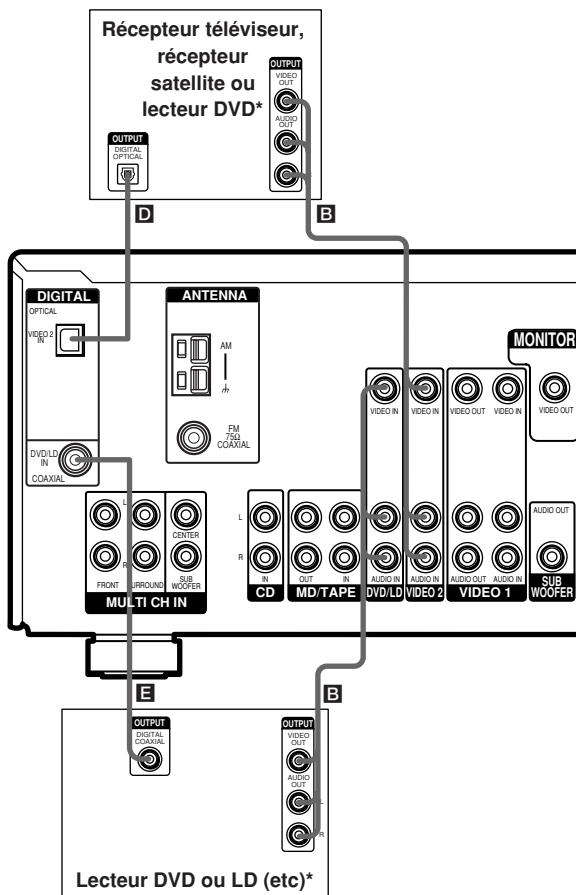 Récepteur téléviseur,
récepteur
satellite ou
lecteur DVD*
OUTPUT
VIDEO
OUT
AUDIO
OUT
OUTPUT
DIGITAL
OPTICAL
D
B
DIGITAL
OPTICAL
VIDEO 2
IN
DVD/LD
IN
COAXIAL
ANTENNA
AM
FM
75Ω
COAXIAL
MONITOR
VIDEO IN
VIDEO IN
VIDEO OUT
VIDEO IN
VIDEO OUT
L
R
CENTER
FRONT
SURROUND
SUB
WOOFER
MULTI CH IN
L
R
IN
CD
OUT
IN
MD/TAPE
AUDIO IN
DVD/LD
AUDIO IN
VIDEO 2
AUDIO OUT
AUDIO IN
VIDEO 1
AUDIO OUT
SUB
WOOFER
E
B
OUTPUT
DIGITAL
COAXIAL
OUTPUT
VIDEO
OUT
AUDIO
OUT
L
R
Lecteur DVD ou LD (etc)*